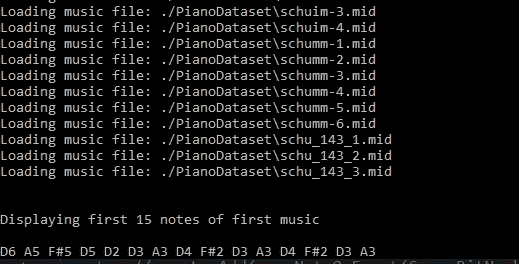 Loading music file: ./PianoDataset\schuim-3.mid
Loading music file: ./PianoDataset\schuim-4.mid
Loading music file: ./PianoDataset\schumm-1.mid
Loading music file: ./PianoDataset\schumm-2.mid
Loading music file: ./PianoDataset\schumm-3.mid
Loading music file: ./PianoDataset\schumm-4.mid
Loading music file: ./PianoDataset\schumm-5.mid
Loading music file: ./PianoDataset\schumm-6.mid
Loading music file: ./PianoDataset\schu_143_1.mid
Loading music file: ./PianoDataset\schu_143_2.mid
Loading music file: ./PianoDataset\schu_143_3.mid
Displaying first 15 notes of first music
D6 A5 F#5 D5 D2 D3 A3 D4 F#2 D3 A3 D4 F#2 D3 A3